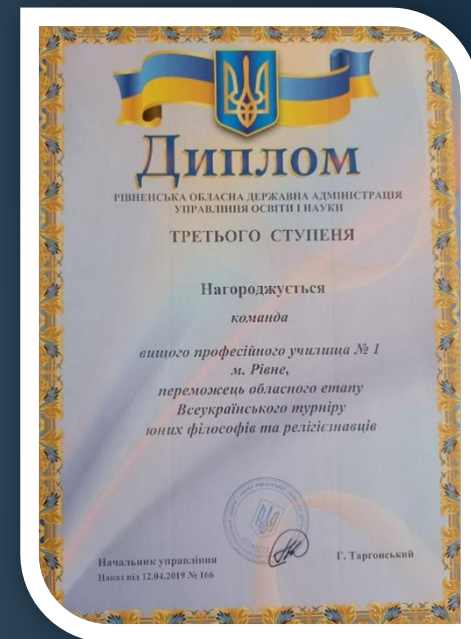 Диплом
РІВНЕНСЬКА ОБЛАСНА ДЕРЖАВНА АДМІНІСТРАЦІЯ
УПРАВЛІННЯ ОСВІТИ І НАУКИ
ТРЕТЬОГО СТУПЕНЯ
Нагороджується
команда
вищого професійного училища № 1
м. Рівне,
переможець обласного етапу
Всеукраїнського турніру
юних філософів та релігієзнавців
Начальник управління
Г. Таргонський
Наказ від 12.04.2019 № 166